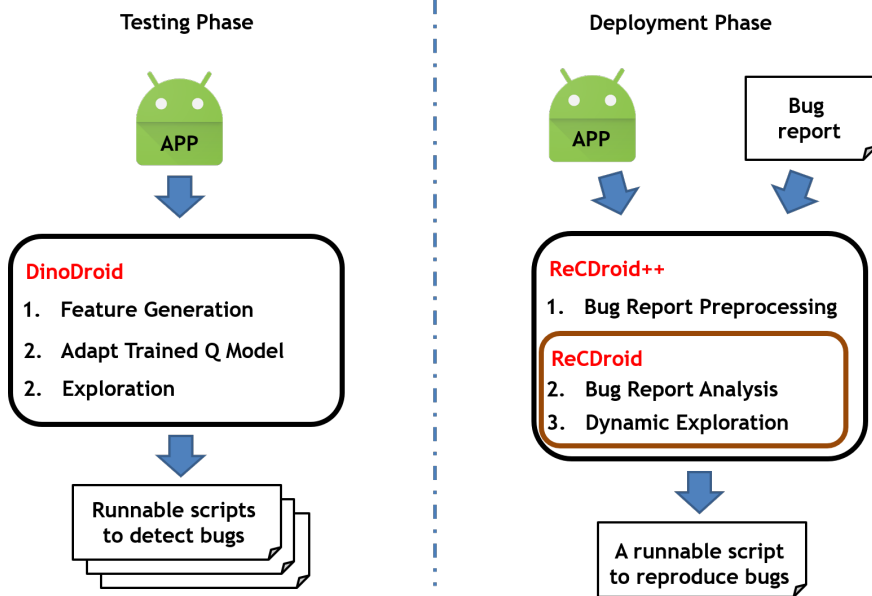 Testing Phase
APP
DinoDroid
1. Feature Generation
2. Adapt Trained Q Model
2. Exploration
Runnable scripts
to detect bugs
Deployment Phase
APP
Bug
report
ReCDroid++
1. Bug Report Preprocessing
ReCDroid
2. Bug Report Analysis
3. Dynamic Exploration
A runnable script
to reproduce bugs